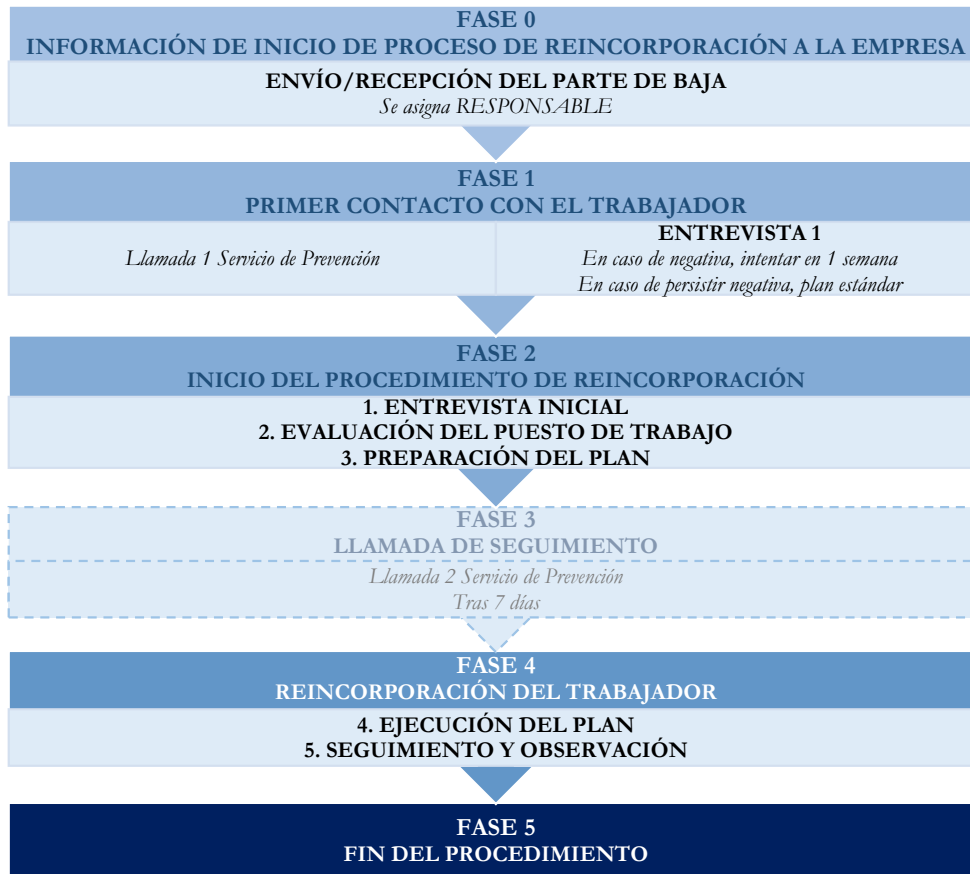 FASE 0
INFORMACIÓN DE INICIO DE PROCESO DE REINCORPORACIÓN A LA EMPRESA
ENVÍO/RECEPCIÓN DEL PARTE DE BAJA
Se asigna RESPONSABLE
FASE 1
PRIMER CONTACTO CON EL TRABAJADOR
Llamada 1 Servicio de Prevención
ENTREVISTA 1
En caso de negativa, intentar en 1 semana
En caso de persistir negativa, plan estándar
FASE 2
INICIO DEL PROCEDIMIENTO DE REINCORPORACIÓN
1. ENTREVISTA INICIAL
2. EVALUACIÓN DEL PUESTO DE TRABAJO
3. PREPARACIÓN DEL PLAN
FASE 3
LLAMADA DE SEGUIMIENTO
Llamada 2 Servicio de Prevención
Tras 7 días
FASE 4
REINCORPORACIÓN DEL TRABAJADOR
4. EJECUCIÓN DEL PLAN
5. SEGUIMIENTO Y OBSERVACIÓN
FASE 5
FIN DEL PROCEDIMIENTO